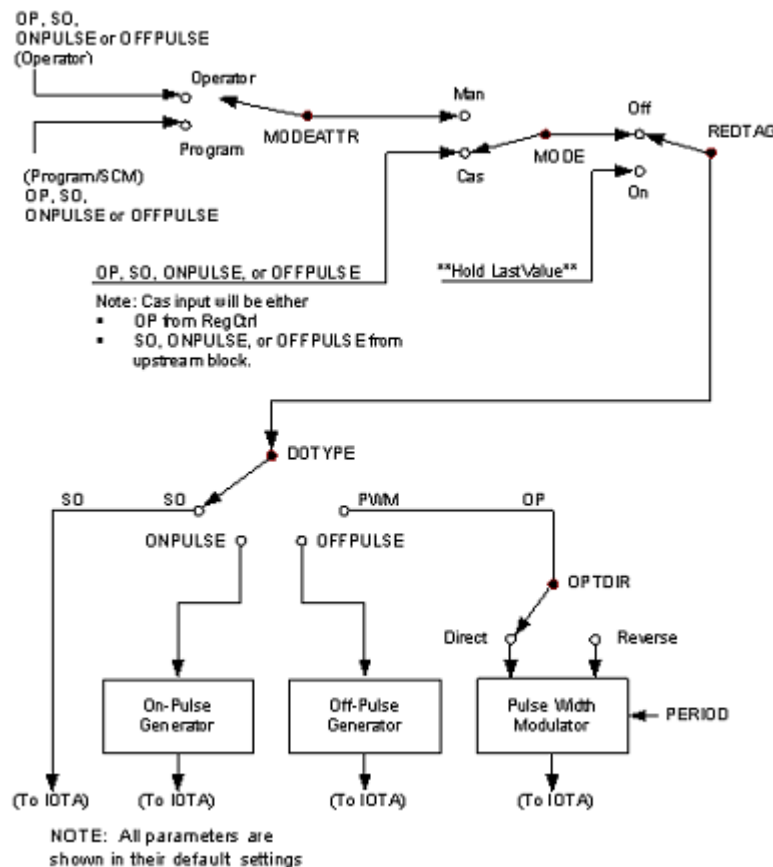 OP, SO,
ONPULSE or OFFPULSE
(Operator)
Operator
Program
MODEATTR
(Program/SCM)
OP, SO,
ONPULSE or OFFPULSE
Man
Cas
MODE
Off
On
REDTAG
OP, SO, ONPULSE, or OFFPULSE
**Hold LastValue**
Note: Cas input will be either
▪ OP from RegCtrl
▪ SO, ONPULSE, or OFFPULSE from
upstream block.
DOTYPE
SO
SO
PWM
OP
ONPULSE
OFFPULSE
OPTDIR
Direct
Reverse
On-Pulse
Generator
Off-Pulse
Generator
Pulse Width
Modulator
PERIOD
(To IOTA)
(To IOTA)
(To IOTA)
(To IOTA)
NOTE: All parameters are
shown in their default settings